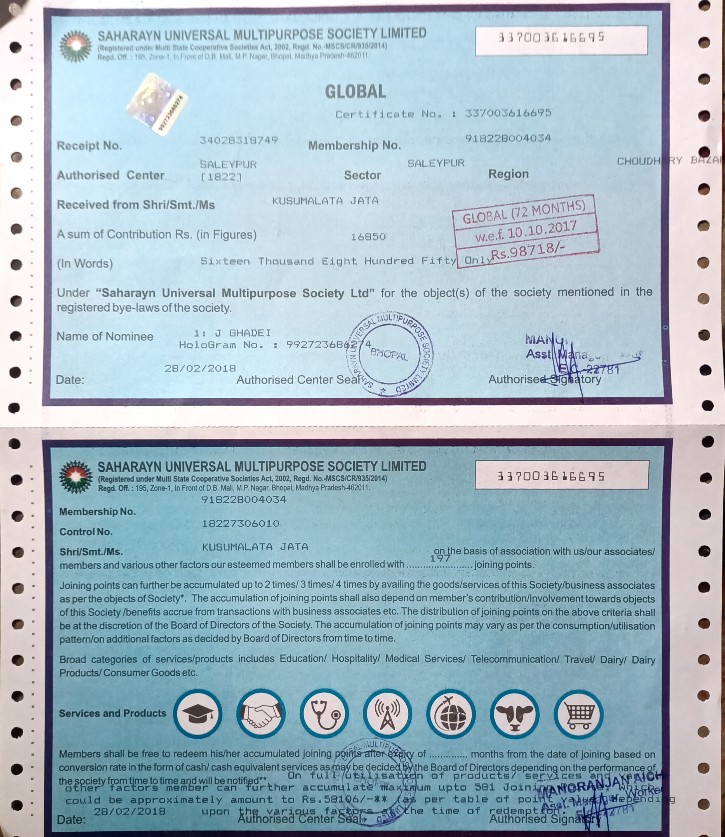 SAHARAYN UNIVERSAL MULTIPURPOSE SOCIETY LIMITED
(Registered under Multi State Cooperative Societies Act, 2002, Regd. No.-MSCS/CR/935/2014)
Regd. Off. : 195, Zone-1, In Front of D.B. Mall, M.P. Nagar, Bhopal, Madhya Pradesh-462011.
337003616695
992723686274
GLOBAL
Certificate No. : 337003616695
Receipt No. 34028318749 Membership No. 918228004034
Authorised Center SALEYPUR Sector SALEYPUR Region CHOUDHARY BAZAR
(1822)
Received from Shri/Smt./Ms KUSUMALATA JATA
GLOBAL (72 MONTHS)
w.e.f. 10.10.2017
Rs.98718/-
A sum of Contribution Rs. (in Figures) 16850
(In Words) Sixteen Thousand Eight Hundred Fifty Only
Under "Saharayn Universal Multipurpose Society Ltd" for the object(s) of the society mentioned in the
registered bye-laws of the society.
Name of Nominee 1: J GHADEI
HoloGram No. : 992723686274
SAHARAYN UNIVERSAL MULTIPURPOSE SOCIETY LIMITED
BHOPAL
Asst.
E.C.-22781
28/02/2018
Date: Authorised Center Seal Authorised Signatory
SAHARAYN UNIVERSAL MULTIPURPOSE SOCIETY LIMITED
(Registered under Multi State Cooperative Societies Act, 2002, Regd. No.-MSCS/CR/935/2014)
Regd. Off. : 195, Zone-1, In Front of D.B. Mall, M.P. Nagar, Bhopal, Madhya Pradesh-462011.
337003616695
Membership No. 918228004034
Control No. 18227306010
Shri/Smt./Ms. KUSUMALATA JATA on the basis of association with us/our associates/
members and various other factors our esteemed members shall be enrolled with 197 joining points.
Joining points can further be accumulated up to 2 times/ 3 times/ 4 times by availing the goods/services of this Society/business associates
as per the objects of Society*. The accumulation of joining points shall also depend on member's contribution/involvement towards objects
of this Society /benefits accrue from transactions with business associates etc. The distribution of joining points on the above criteria shall
be at the discretion of the Board of Directors of the Society. The accumulation of joining points may vary as per the consumption/utilisation
pattern/on additional factors as decided by Board of Directors from time to time.
Broad categories of services/products includes Education/ Hospitality/ Medical Services/ Telecommunication/ Travel/ Dairy/ Dairy
Products/ Consumer Goods etc.
Services and Products
Members shall be free to redeem his/her accumulated joining points after expiry of ............. months from the date of joining based on
conversion rate in the form of cash/ cash equivalent services as may be decided by the Board of Directors depending on the performance of
the society from time to time and will be notified**. On full utilisation of products/ services and
other factors member can further accumulate maximum upto 581 Joining
could be approximately amount to Rs.58106/-** as per table of point depending
28/02/2018 upon the various factors the time of redemption.
MANORANJAN AICH
Date: Authorised Center Seal Authorised Signatory
22781